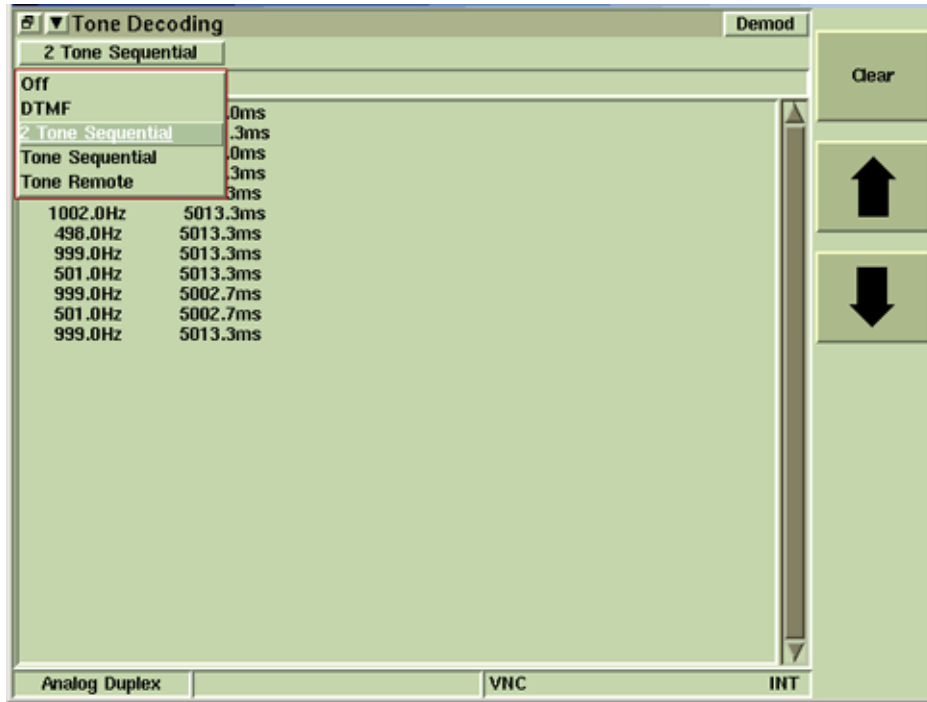 Tone Decoding Demod
2 Tone Sequential
Clear
Off
DTMF
2 Tone Sequential
Tone Sequential
Tone Remote
.0ms
.3ms
.0ms
.3ms
3ms
1002.0Hz 5013.3ms
498.0Hz 5013.3ms
999.0Hz 5013.3ms
501.0Hz 5013.3ms
999.0Hz 5002.7ms
501.0Hz 5002.7ms
999.0Hz 5013.3ms
Analog Duplex VNC INT